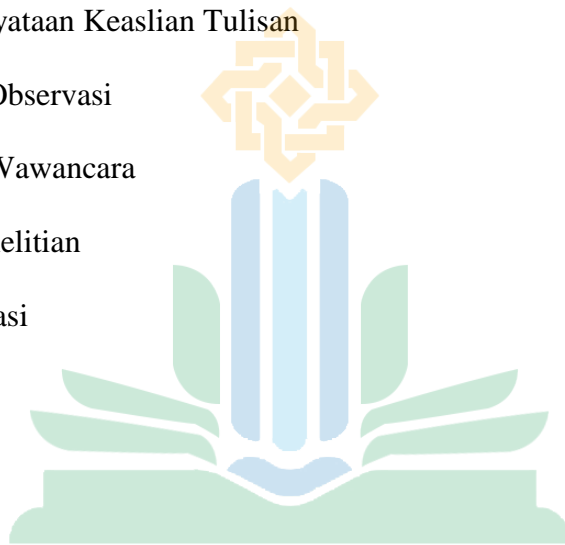 yataan Keaslian Tulisan
Observasi
Wawancara
elitian
asi